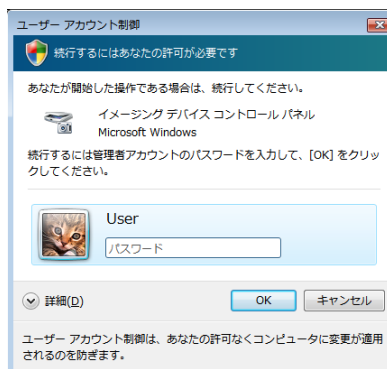 ユーザー アカウント制御
続行するにはあなたの許可が必要です
あなたが開始した操作である場合は、続行してください。
イメージング デバイス コントロール パネル
Microsoft Windows
続行するには管理者アカウントのパスワードを入力して、[OK] をクリッ
クしてください。
User
パスワード
詳細(D)
OK
キャンセル
ユーザー アカウント制御は、あなたの許可なくコンピュータに変更が適用
されるのを防ぎます。